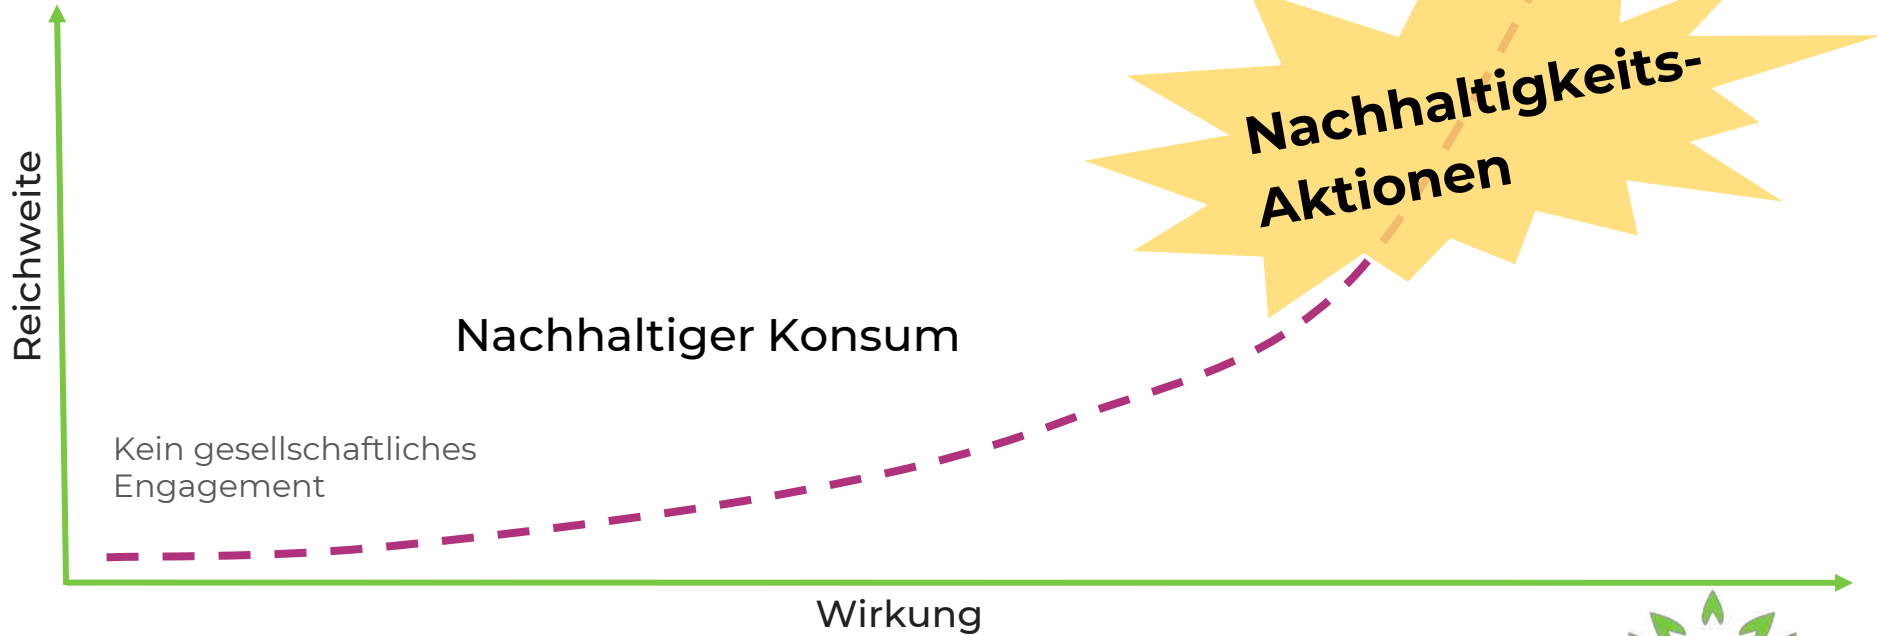 Nachhaltigkeits-
Aktionen
Reichweite
Nachhaltiger Konsum
Kein gesellschaftliches
Engagement
Wirkung